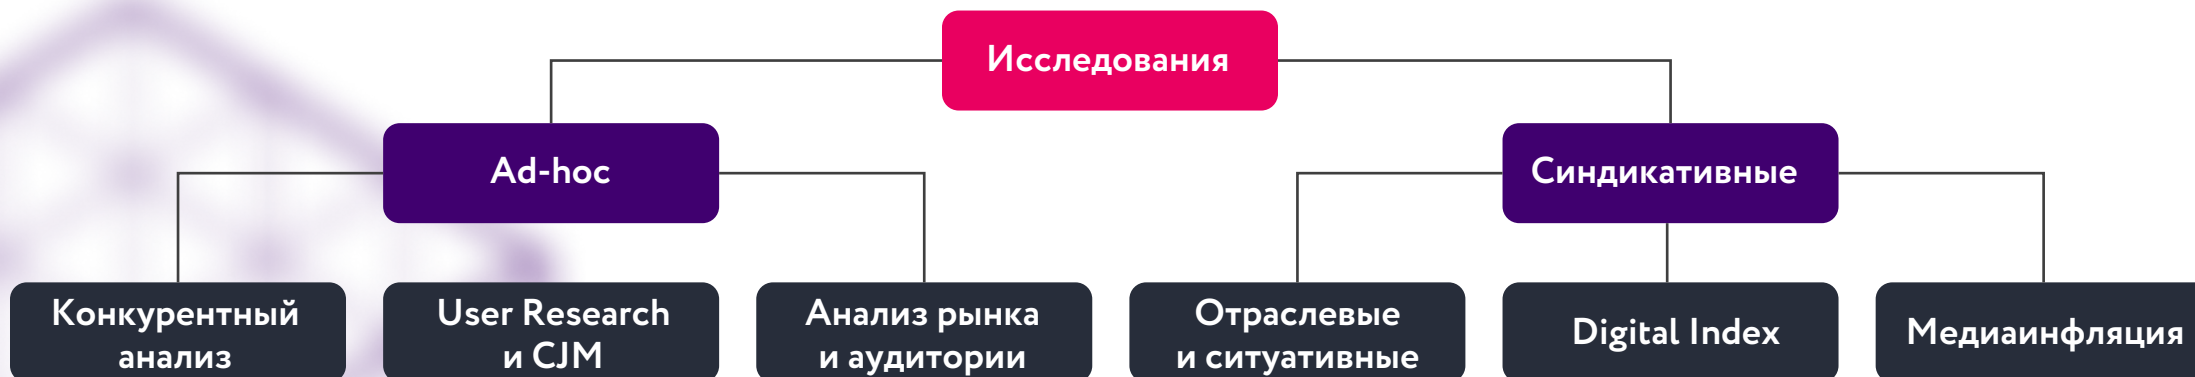 Исследования
Ad-hoc
Синдикативные
Конкурентный
анализ
User Research
и CJM
Анализ рынка
и аудитории
Отраслевые
и ситуативные
Digital Index
Медиаинфляция